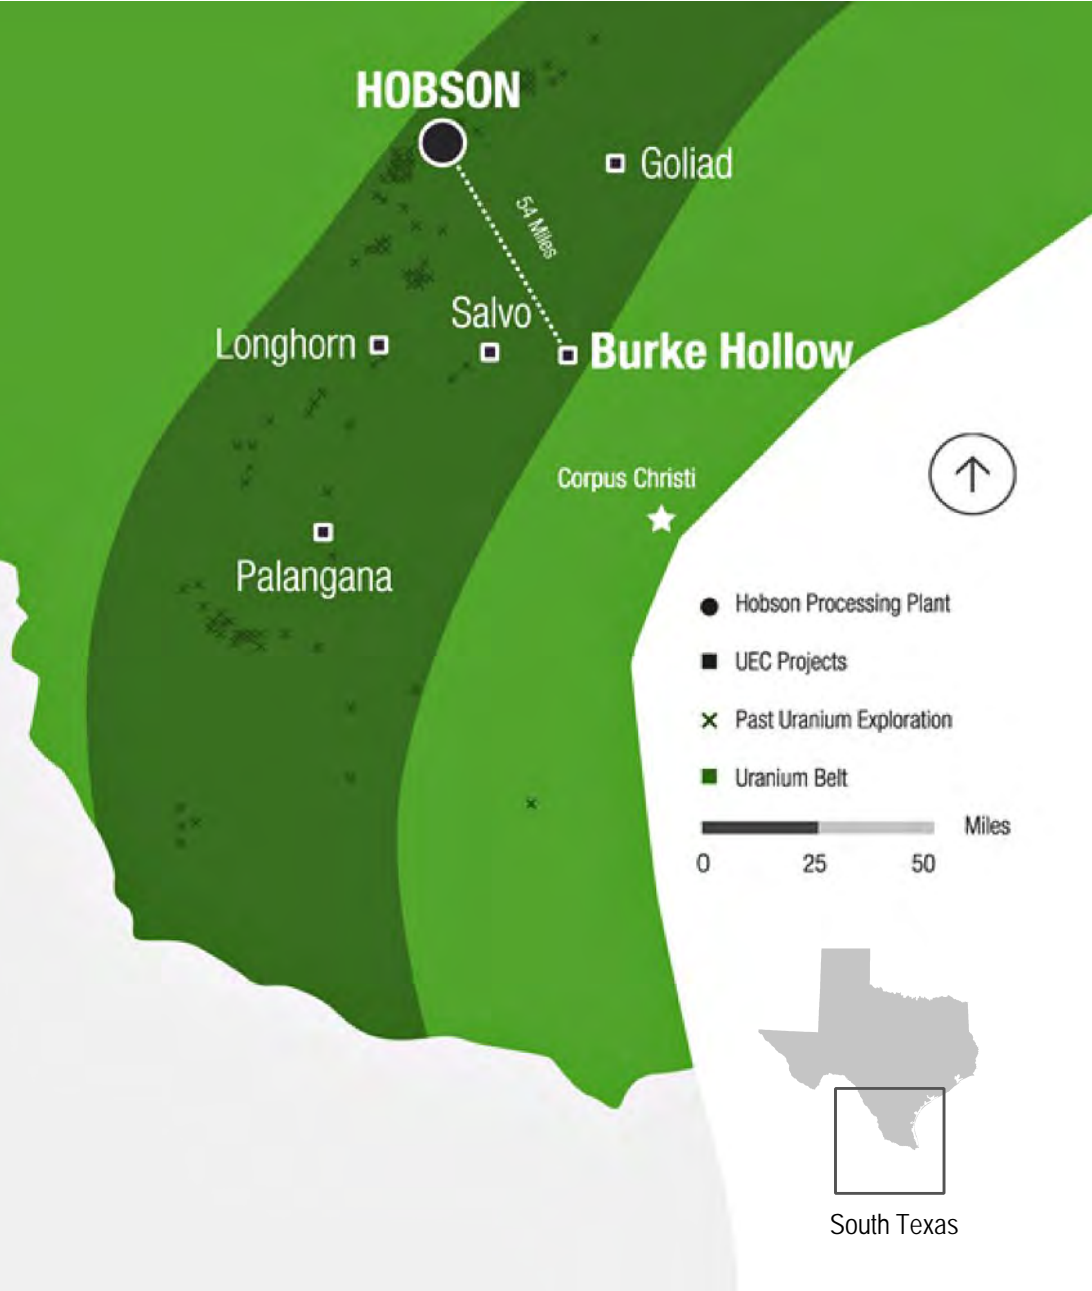 HOBSON
Goliad
54 Miles
Salvo
Longhorn
Burke Hollow
Corpus Christi
Palangana
Hobson Processing Plant
UEC Projects
Past Uranium Exploration
Uranium Belt
Miles
0 25 50
South Texas